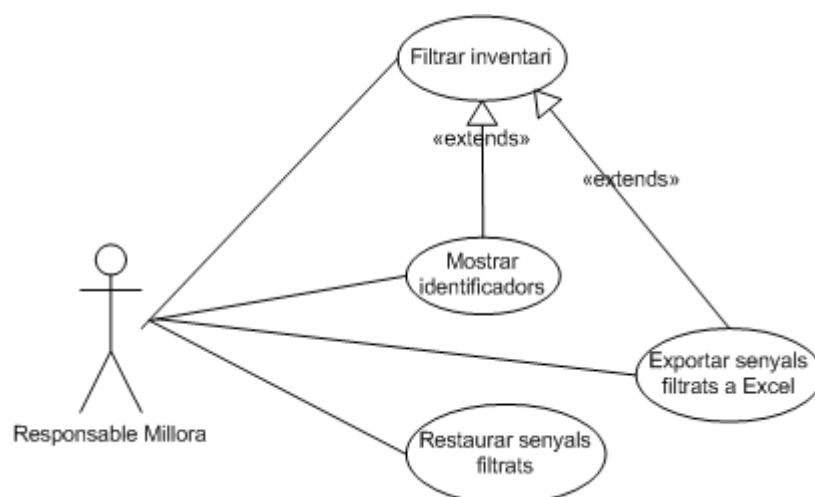 Filtrar inventari
«extends»
«extends»
Mostrar
identificadors
Exportar senyals
filtrats a Excel
Responsable Millora
Restaurar senyals
filtrats